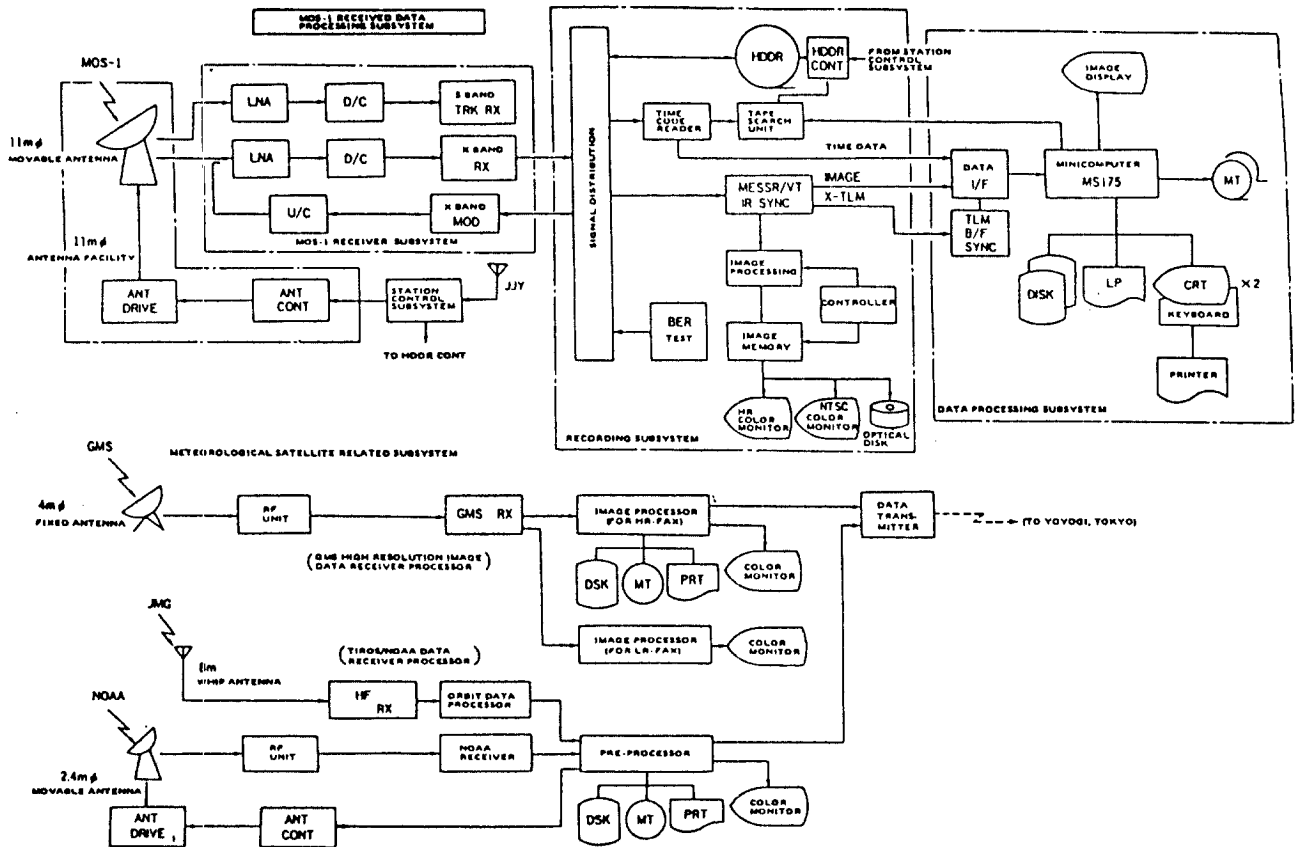 MOS-1 RECEIVED DATA
PROCESSING SUBSYSTEM
MOS-1
11mφ
MOVABLE ANTENNA
LNA
D/C
S BAND
TRK RX
LNA
D/C
X BAND
RX
U/C
X BAND
MOD
MOS-1 RECEIVER SUBSYSTEM
11mφ
ANTENNA FACILITY
ANT
DRIVE
ANT
CONT
STATION
CONTROL
SUBSYSTEM
JJY
TO HDDR CONT
SIGNAL DISTRIBUTION
HDDR
HDDR
CONT
FROM STATION
CONTROL
SUBSYSTEM
TIME
CODE
READER
TAPE
SEARCH
UNIT
TIME DATA
MESSR/VT
IR SYNC
IMAGE
X-TLM
IMAGE
PROCESSING
CONTROLLER
IMAGE
MEMORY
BER
TEST
HR
COLOR
MONITOR
NTSC
COLOR
MONITOR
OPTICAL
DISK
RECORDING SUBSYSTEM
IMAGE
DISPLAY
DATA
I/F
MINICOMPUTER
MS175
MT
TLM
B/F
SYNC
DISK
LP
CRT
×2
KEYBOARD
PRINTER
DATA PROCESSING SUBSYSTEM
METEOROLOGICAL SATELLITE RELATED SUBSYSTEM
GMS
4mφ
FIXED ANTENNA
RF
UNIT
GMS RX
IMAGE PROCESSOR
(FOR HR-FAX)
DATA
TRANS-
MITTER
(TO YOYOGI, TOKYO)
(GMS HIGH RESOLUTION IMAGE
DATA RECEIVER PROCESSOR)
DSK
MT
PRT
COLOR
MONITOR
IMAGE PROCESSOR
(FOR LR-FAX)
COLOR
MONITOR
JMG
WHIP ANTENNA
(TIROS/NOAA DATA
RECEIVER PROCESSOR)
HF
RX
ORBIT DATA
PROCESSOR
NOAA
2.4mφ
MOVABLE ANTENNA
RF
UNIT
NOAA
RECEIVER
PRE-PROCESSOR
ANT
DRIVE
ANT
CONT
DSK
MT
PRT
COLOR
MONITOR